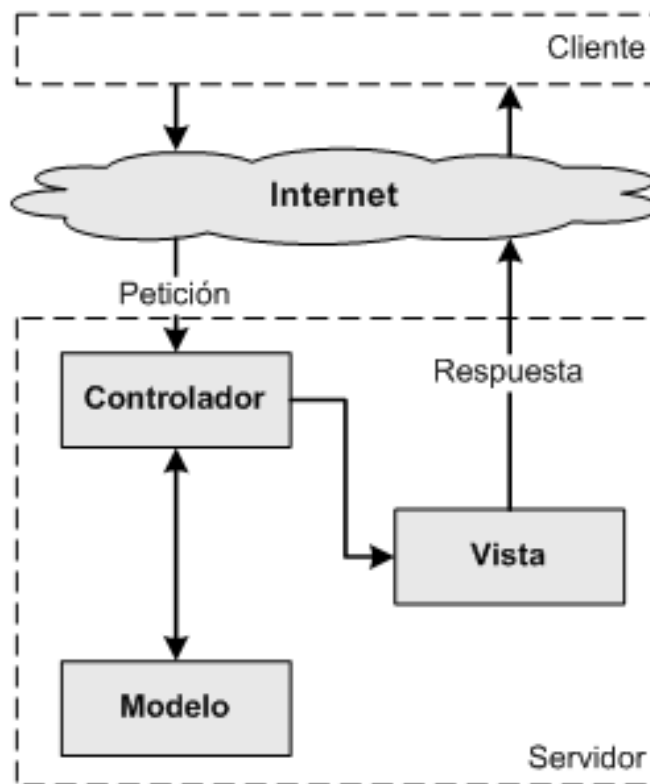 Cliente
Internet
Petición
Controlador
Respuesta
Vista
Modelo
Servidor